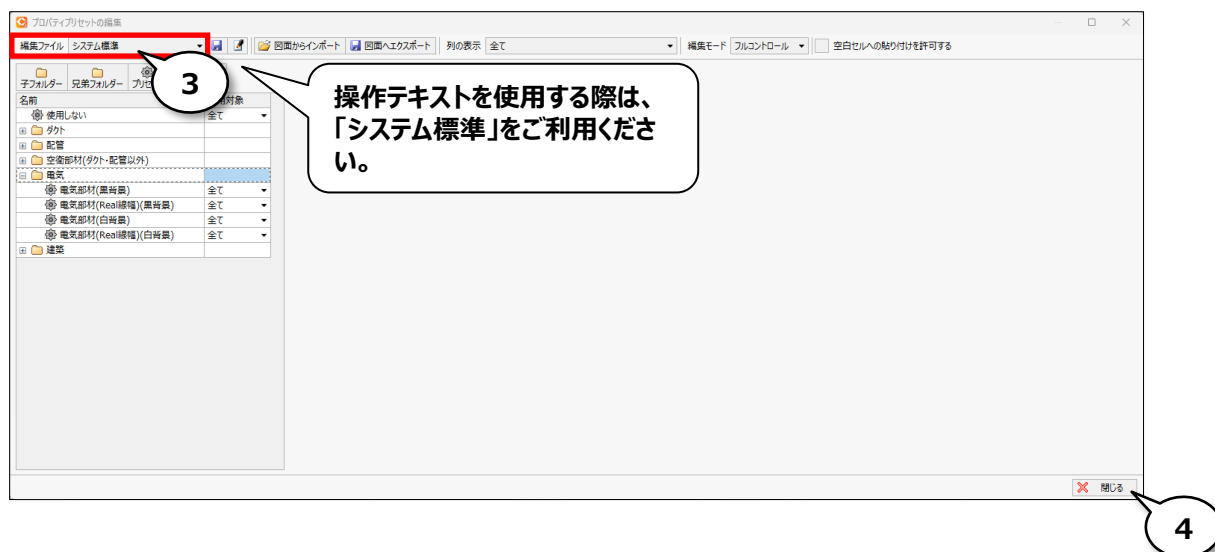 プロパティプリセットの編集
編集ファイル システム標準 図面からインポート 図面へエクスポート 列の表示 全て 編集モード フルコントロール 空白セルへの貼り付けを許可する
子フォルダー 兄弟フォルダー
3
名前
使用しない 全て
ダクト
配管
空衛部材(ダクト・配管以外)
電気
電気部材(黒背景) 全て
電気部材(Real線幅)(黒背景) 全て
電気部材(白背景) 全て
電気部材(Real線幅)(白背景) 全て
建築
操作テキストを使用する際は、
「システム標準」をご利用くださ
い。
閉じる
4